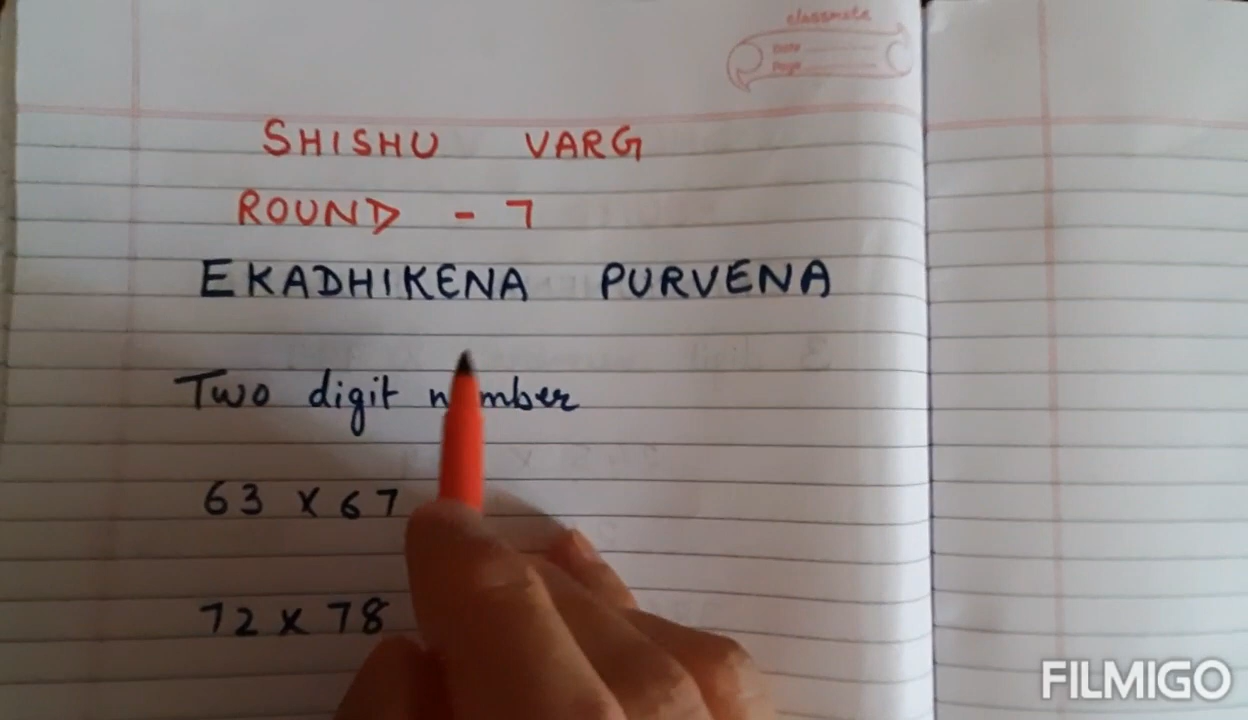 classmate
Date
Page
SHISHU VARG
ROUND - 7
EKADHIKENA PURVENA
Two digit number
63 x 67
72 x 78
FILMIGO